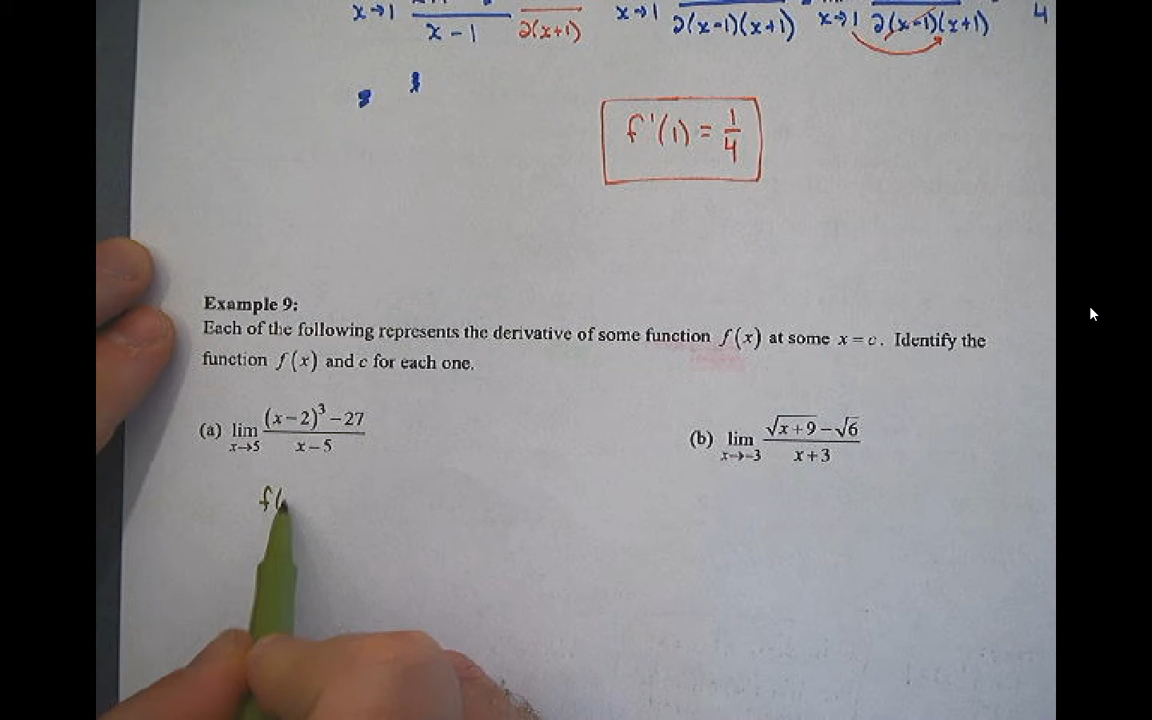 x→1 x-1 2(x+1) x→1 2(x-1)(x+1) x→1 2(x-1)(x+1) 4
f'(1) = 1/4
Example 9:
Each of the following represents the derivative of some function f(x) at some x = c. Identify the
function f(x) and c for each one.
(a) lim x→5 (x-2)³-27 / x-5
(b) lim x→-3 √x+9 - √6 / x+3
f(